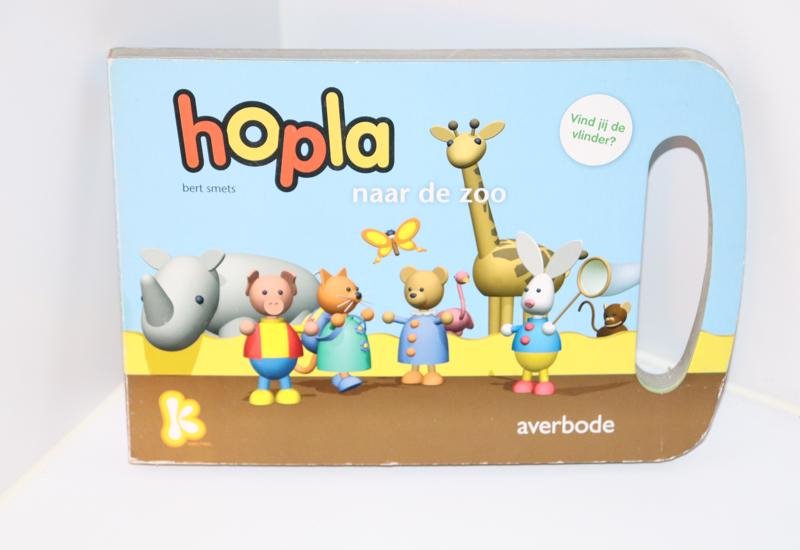 hopla
bert smets
naar de zoo
Vind jij de
vlinder?
k
averbode